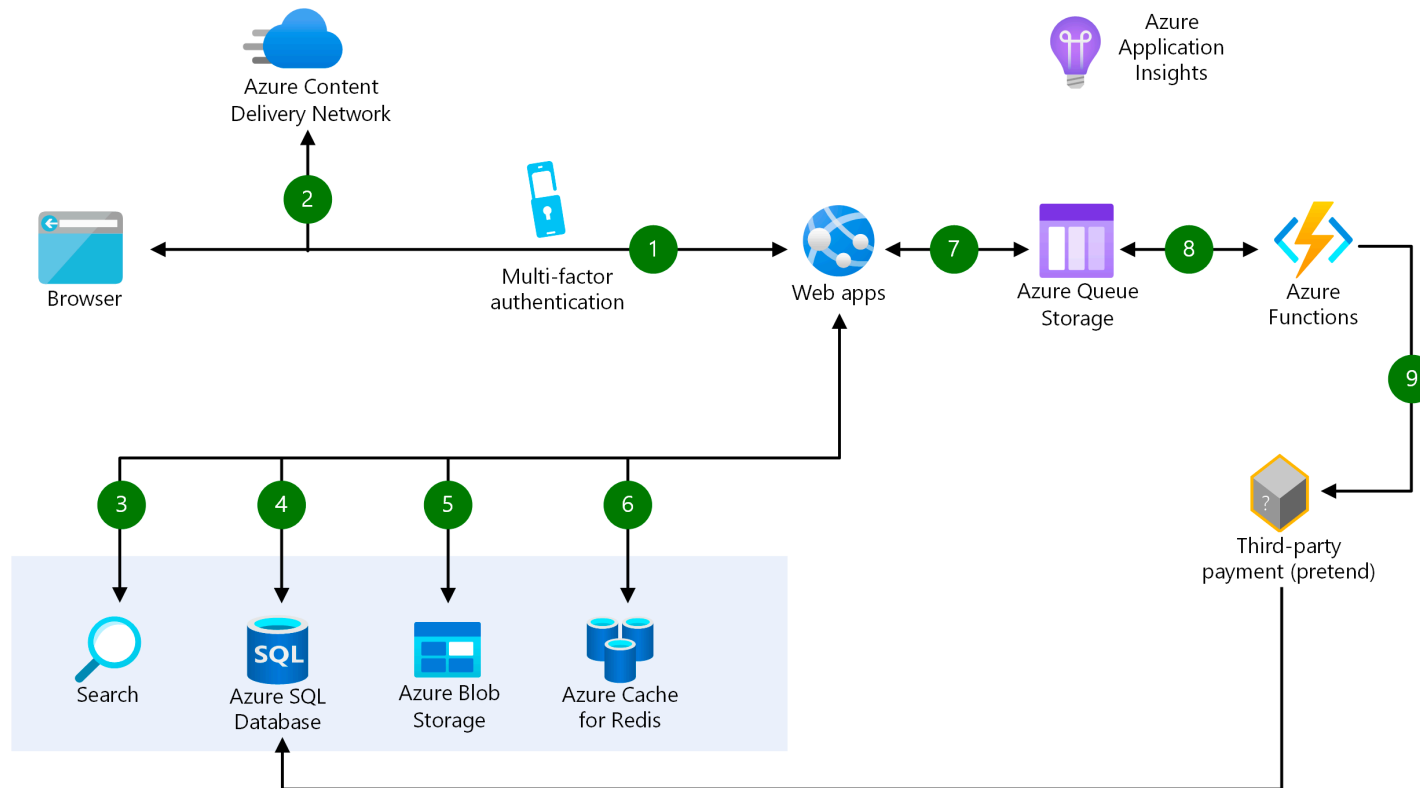 Azure
Application
Insights
Azure Content
Delivery Network
2
1
7
8
Browser
Multi-factor
authentication
Web apps
Azure Queue
Storage
Azure
Functions
9
3
4
5
6
?
Third-party
payment (pretend)
SQL
Search
Azure SQL
Database
Azure Blob
Storage
Azure Cache
for Redis